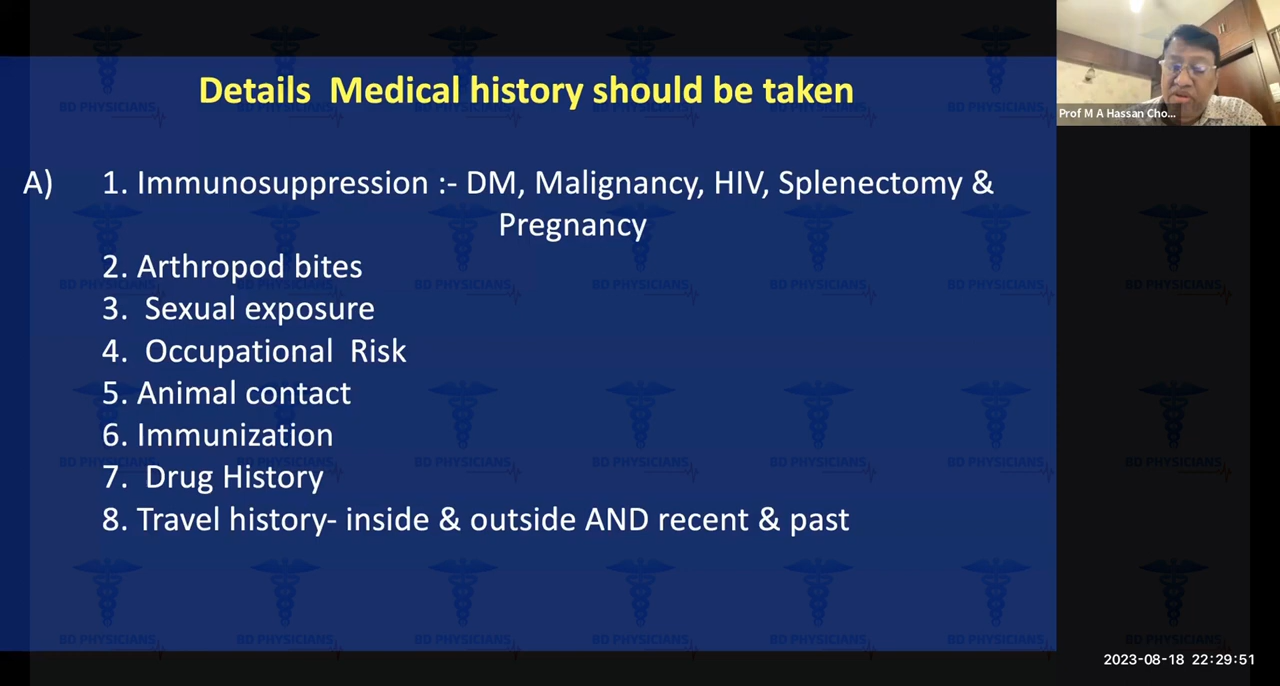 Details  Medical history should be taken
Prof M A Hassan Cho...
A) 1. Immunosuppression :- DM, Malignancy, HIV, Splenectomy &
Pregnancy
2. Arthropod bites
3.  Sexual exposure
4.  Occupational  Risk
5. Animal contact
6. Immunization
7.  Drug History
8. Travel history- inside & outside AND recent & past
BD PHYSICIANS
2023-08-18 22:29:51